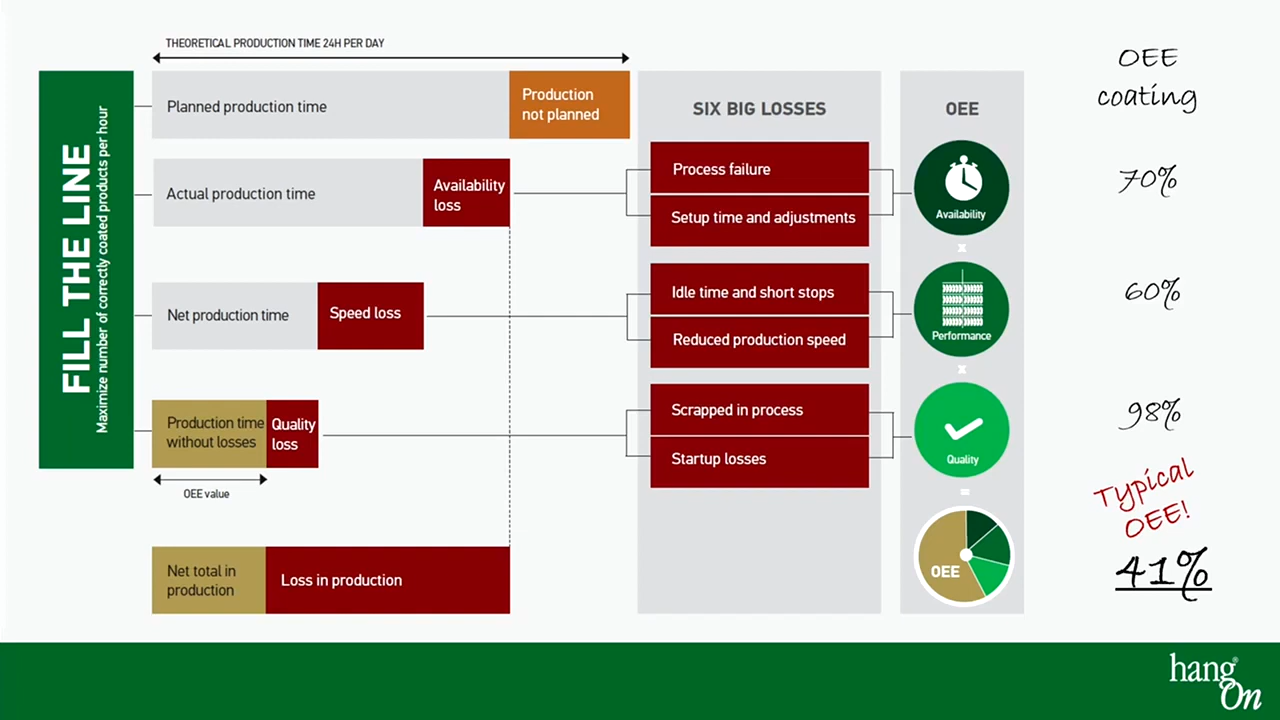 THEORETICAL PRODUCTION TIME 24H PER DAY
FILL THE LINE
Maximize number of correctly coated products per hour
Planned production time
Production
not planned
Actual production time
Availability
loss
Net production time
Speed loss
Production time
without losses
Quality
loss
OEE value
Net total in
production
Loss in production
SIX BIG LOSSES
Process failure
Setup time and adjustments
Idle time and short stops
Reduced production speed
Scrapped in process
Startup losses
OEE
Availability
x
Performance
x
Quality
=
OEE
OEE
coating
70%
60%
98%
Typical
OEE!
41%
hang®
On